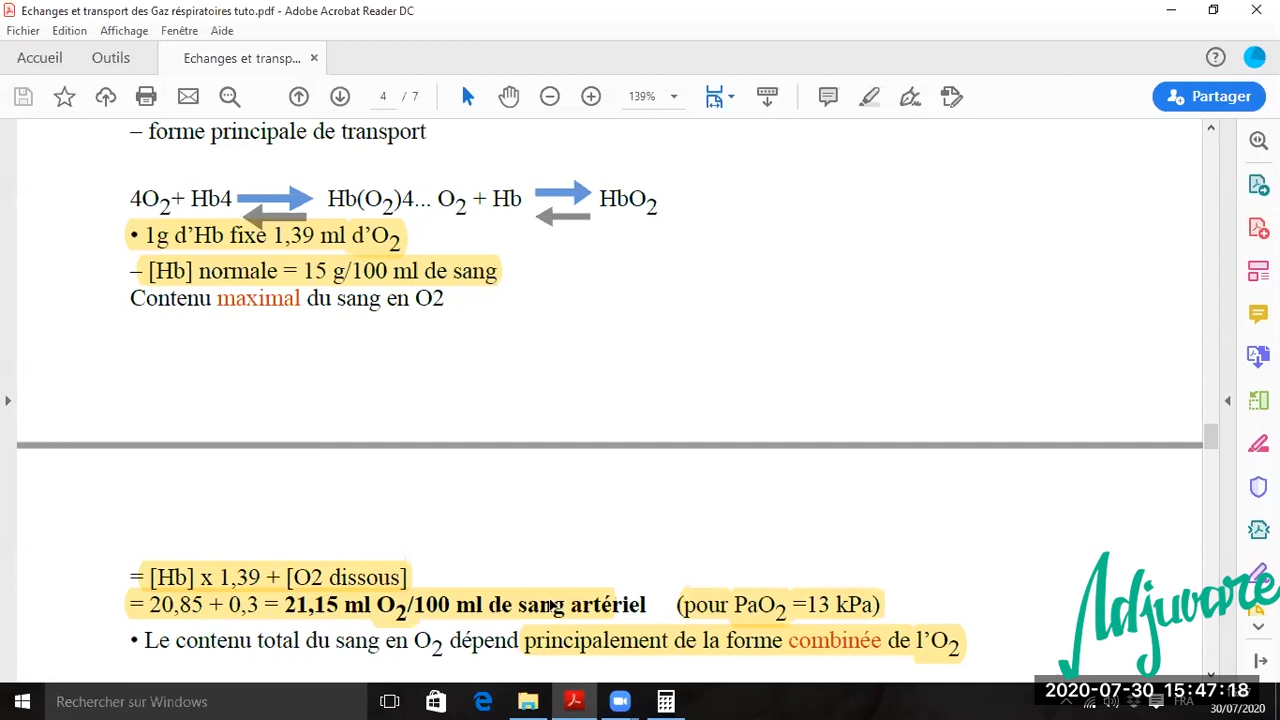 Echanges et transport des Gaz réspiratoires tuto.pdf - Adobe Acrobat Reader DC
Fichier Edition Affichage Fenêtre Aide
Accueil Outils Echanges et transp... ×
4 / 7 139% Partager
– forme principale de transport
4O2+ Hb4 Hb(O2)4... O2 + Hb HbO2
• 1g d’Hb fixe 1,39 ml d’O2
– [Hb] normale = 15 g/100 ml de sang
Contenu maximal du sang en O2
= [Hb] x 1,39 + [O2 dissous]
= 20,85 + 0,3 = 21,15 ml O2/100 ml de sang artériel (pour PaO2 =13 kPa)
• Le contenu total du sang en O2 dépend principalement de la forme combinée de l’O2
Adjuvare
2020-07-30 15:47:18
Rechercher sur Windows
FRA
30/07/2020